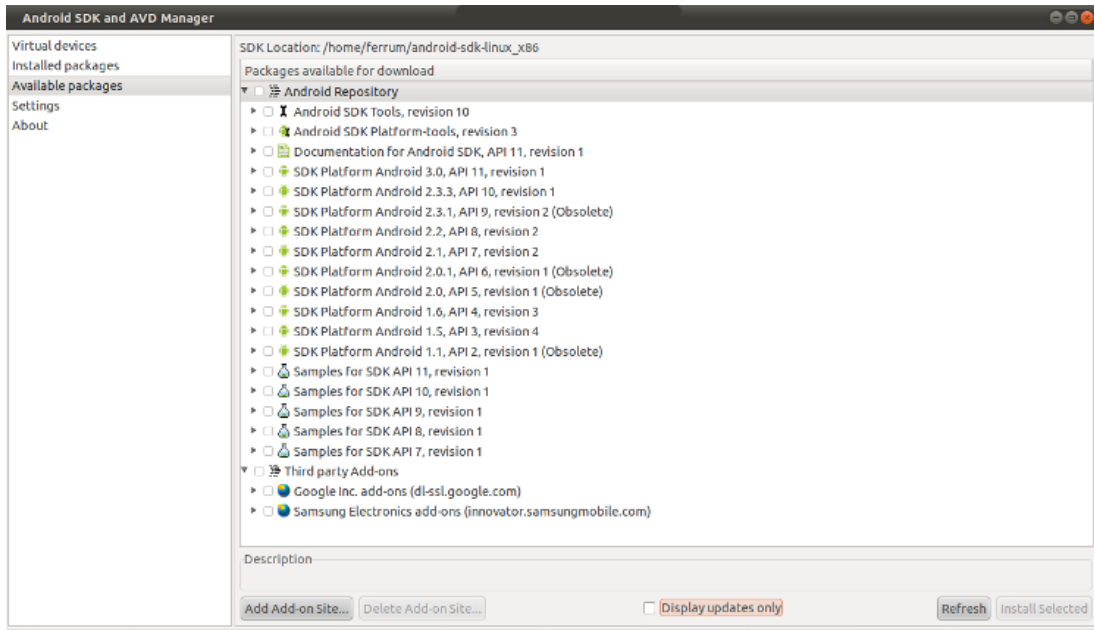 Android SDK and AVD Manager
Virtual devices
Installed packages
Available packages
Settings
About
SDK Location: /home/ferrum/android-sdk-linux_x86
Packages available for download
Android Repository
Android SDK Tools, revision 10
Android SDK Platform-tools, revision 3
Documentation for Android SDK, API 11, revision 1
SDK Platform Android 3.0, API 11, revision 1
SDK Platform Android 2.3.3, API 10, revision 1
SDK Platform Android 2.3.1, API 9, revision 2 (Obsolete)
SDK Platform Android 2.2, API 8, revision 2
SDK Platform Android 2.1, API 7, revision 2
SDK Platform Android 2.0.1, API 6, revision 1 (Obsolete)
SDK Platform Android 2.0, API 5, revision 1 (Obsolete)
SDK Platform Android 1.6, API 4, revision 3
SDK Platform Android 1.5, API 3, revision 4
SDK Platform Android 1.1, API 2, revision 1 (Obsolete)
Samples for SDK API 11, revision 1
Samples for SDK API 10, revision 1
Samples for SDK API 9, revision 1
Samples for SDK API 8, revision 1
Samples for SDK API 7, revision 1
Third party Add-ons
Google Inc. add-ons (dl-ssl.google.com)
Samsung Electronics add-ons (innovator.samsungmobile.com)
Description
Add Add-on Site... Delete Add-on Site... Display updates only Refresh Install Selected